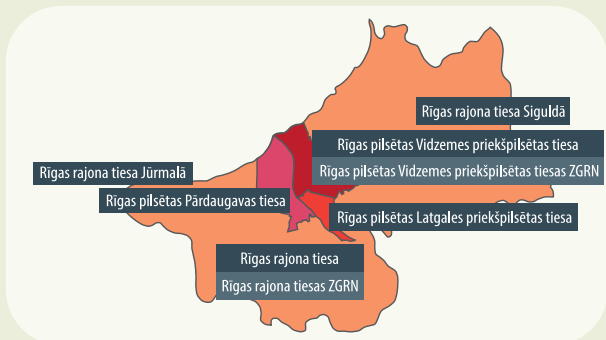 Rīgas rajona tiesa Siguldā
Rīgas pilsētas Vidzemes priekšpilsētas tiesa
Rīgas pilsētas Vidzemes priekšpilsētas tiesas ZGRN
Rīgas rajona tiesa Jūrmalā
Rīgas pilsētas Pārdaugavas tiesa
Rīgas pilsētas Latgales priekšpilsētas tiesa
Rīgas rajona tiesa
Rīgas rajona tiesas ZGRN